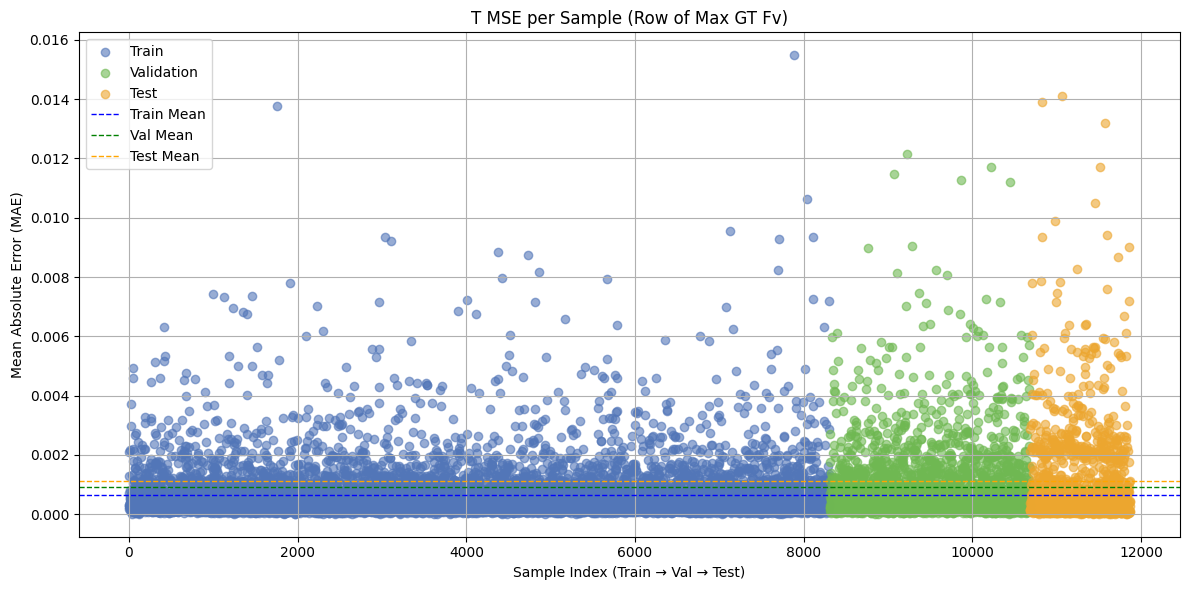 T MSE per Sample (Row of Max GT Fv)
Train
Validation
Test
Train Mean
Val Mean
Test Mean
Mean Absolute Error (MAE)
0.016
0.014
0.012
0.010
0.008
0.006
0.004
0.002
0.000
0 2000 4000 6000 8000 10000 12000
Sample Index (Train → Val → Test)